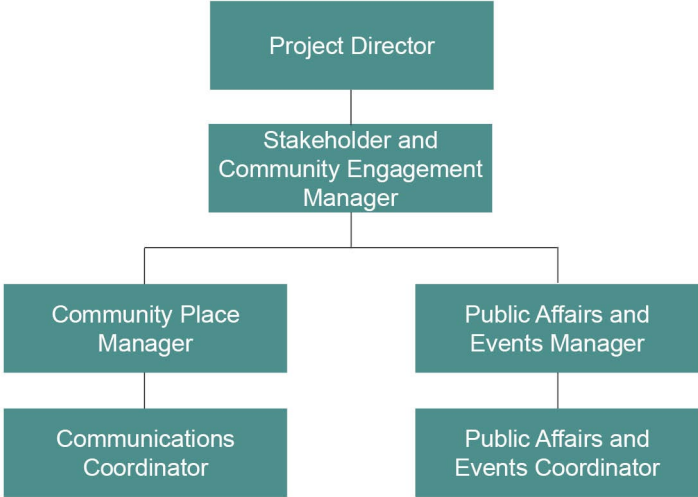 Project Director
Stakeholder and
Community Engagement
Manager
Community Place
Manager
Public Affairs and
Events Manager
Communications
Coordinator
Public Affairs and
Events Coordinator